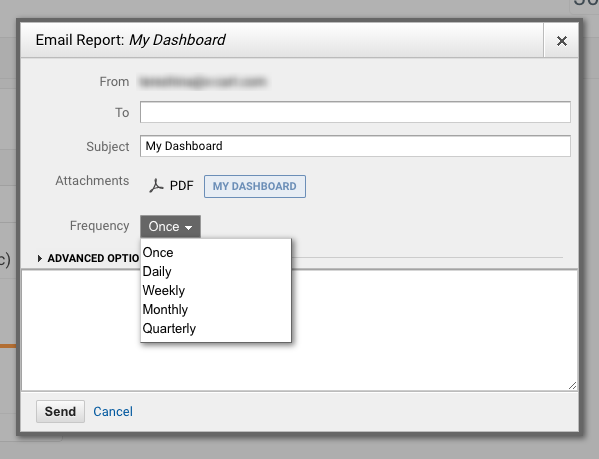 Email Report: My Dashboard
From
To
Subject My Dashboard
Attachments PDF MY DASHBOARD
Frequency Once
Once
ADVANCED OPTIO
Daily
Weekly
Monthly
Quarterly
Send Cancel